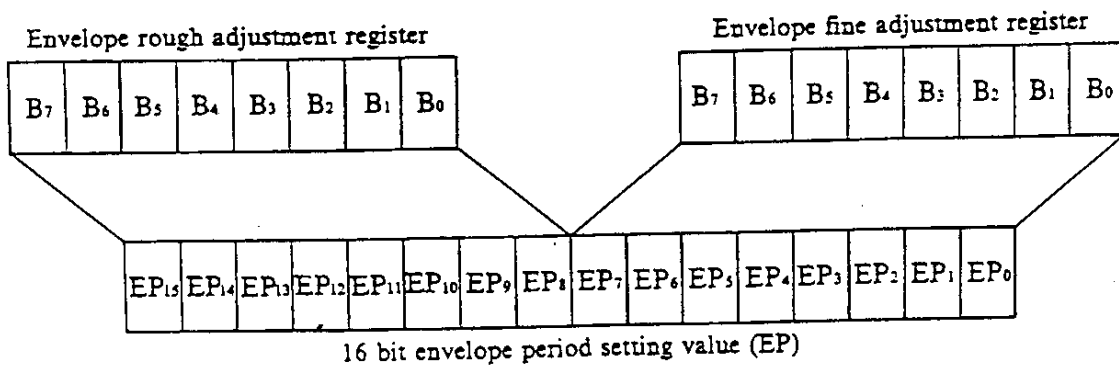 Envelope rough adjustment register
Envelope fine adjustment register
B₇ B₆ B₅ B₄ B₃ B₂ B₁ B₀
B₇ B₆ B₅ B₄ B₃ B₂ B₁ B₀
EP₁₅ EP₁₄ EP₁₃ EP₁₂ EP₁₁ EP₁₀ EP₉ EP₈ EP₇ EP₆ EP₅ EP₄ EP₃ EP₂ EP₁ EP₀
16 bit envelope period setting value (EP)